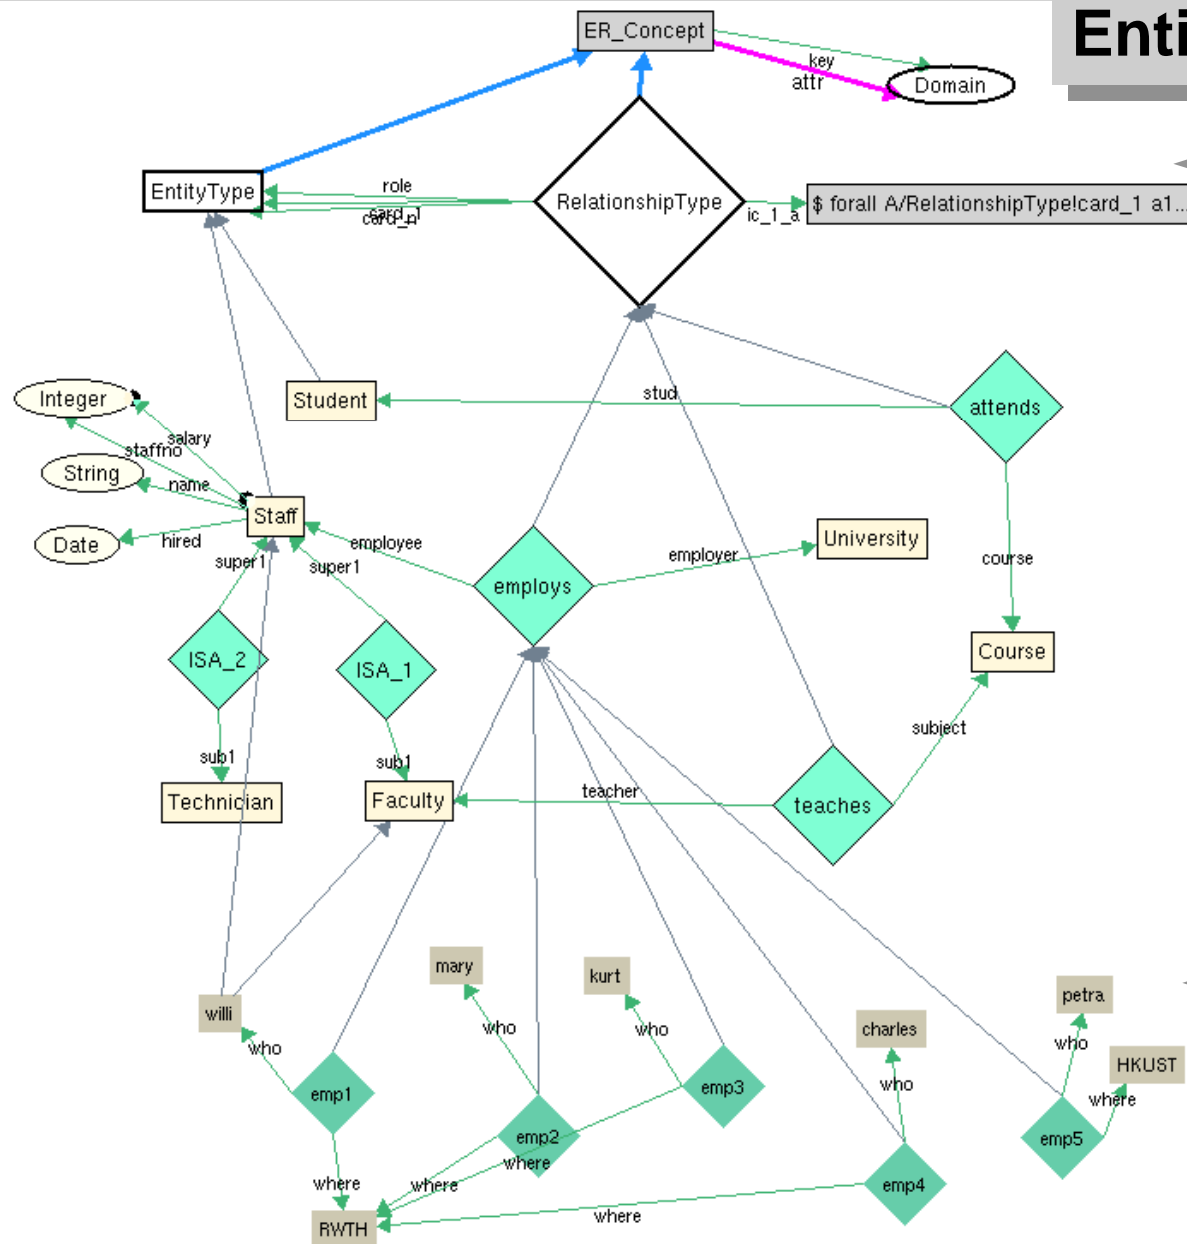 Enti
ER_Concept
key
attr
Domain
EntityType
role
card_1
card_n
RelationshipType
ic_1_a
$ forall A/RelationshipType!card_1 a1...
Integer
Student
stud
attends
salary
staffno
String
name
Staff
Date
hired
employee
University
employer
super1
super1
employs
course
ISA_2
ISA_1
Course
subject
sub1
sub1
Technician
Faculty
teacher
teaches
mary
kurt
petra
willi
charles
who
who
who
who
HKUST
who
where
emp1
emp3
emp2
emp5
where
where
where
emp4
where
RWTH